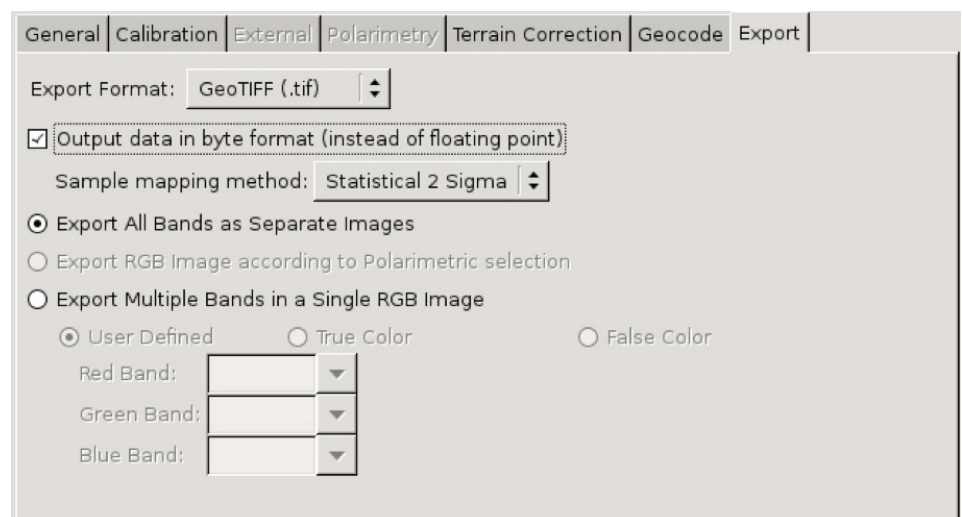 General Calibration External Polarimetry Terrain Correction Geocode Export
Export Format: GeoTIFF (.tif)
Output data in byte format (instead of floating point)
Sample mapping method: Statistical 2 Sigma
Export All Bands as Separate Images
Export RGB Image according to Polarimetric selection
Export Multiple Bands in a Single RGB Image
User Defined True Color False Color
Red Band:
Green Band:
Blue Band: